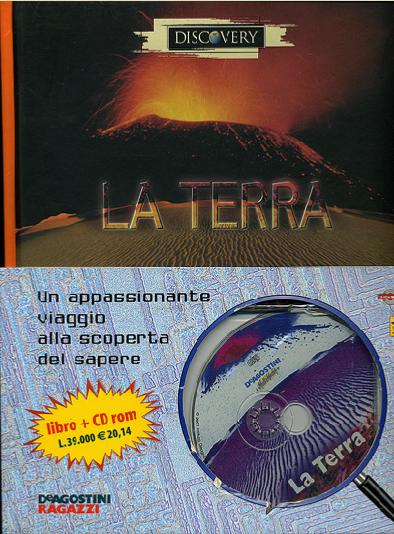 DISCOVERY
LA TERRA
Un appassionante
viaggio
alla scoperta
del sapere
libro + CD rom
L.39.000 € 20,14
DeAGOSTINI
La Terra
DeAGOSTINI
RAGAZZI